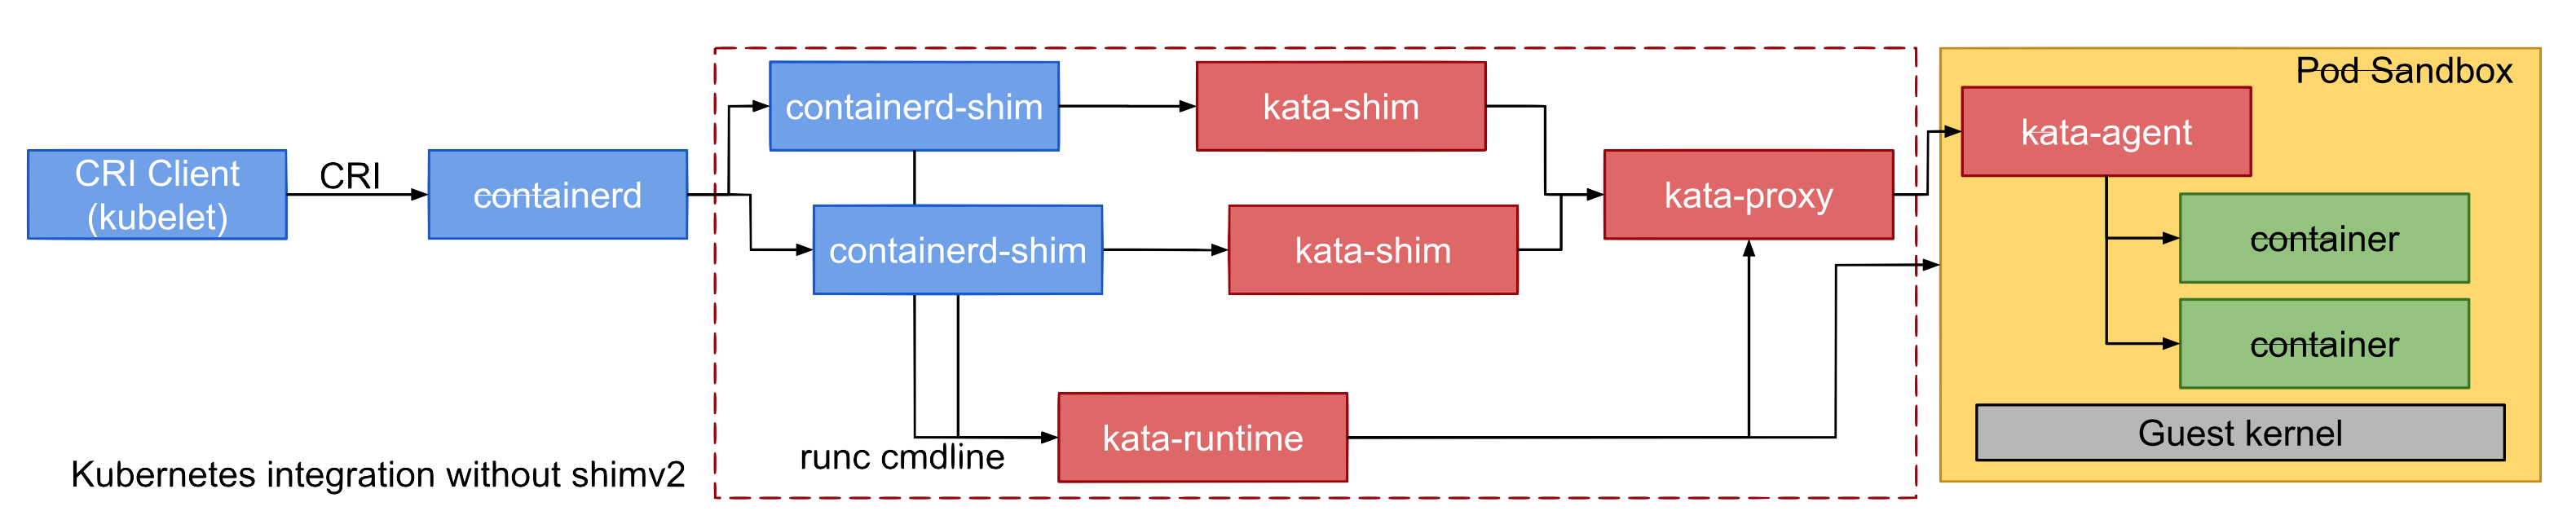 Pod Sandbox
containerd-shim
kata-shim
kata-agent
CRI Client
(kubelet)
CRI
containerd
kata-proxy
containerd-shim
kata-shim
container
container
kata-runtime
Guest kernel
runc cmdline
Kubernetes integration without shimv2